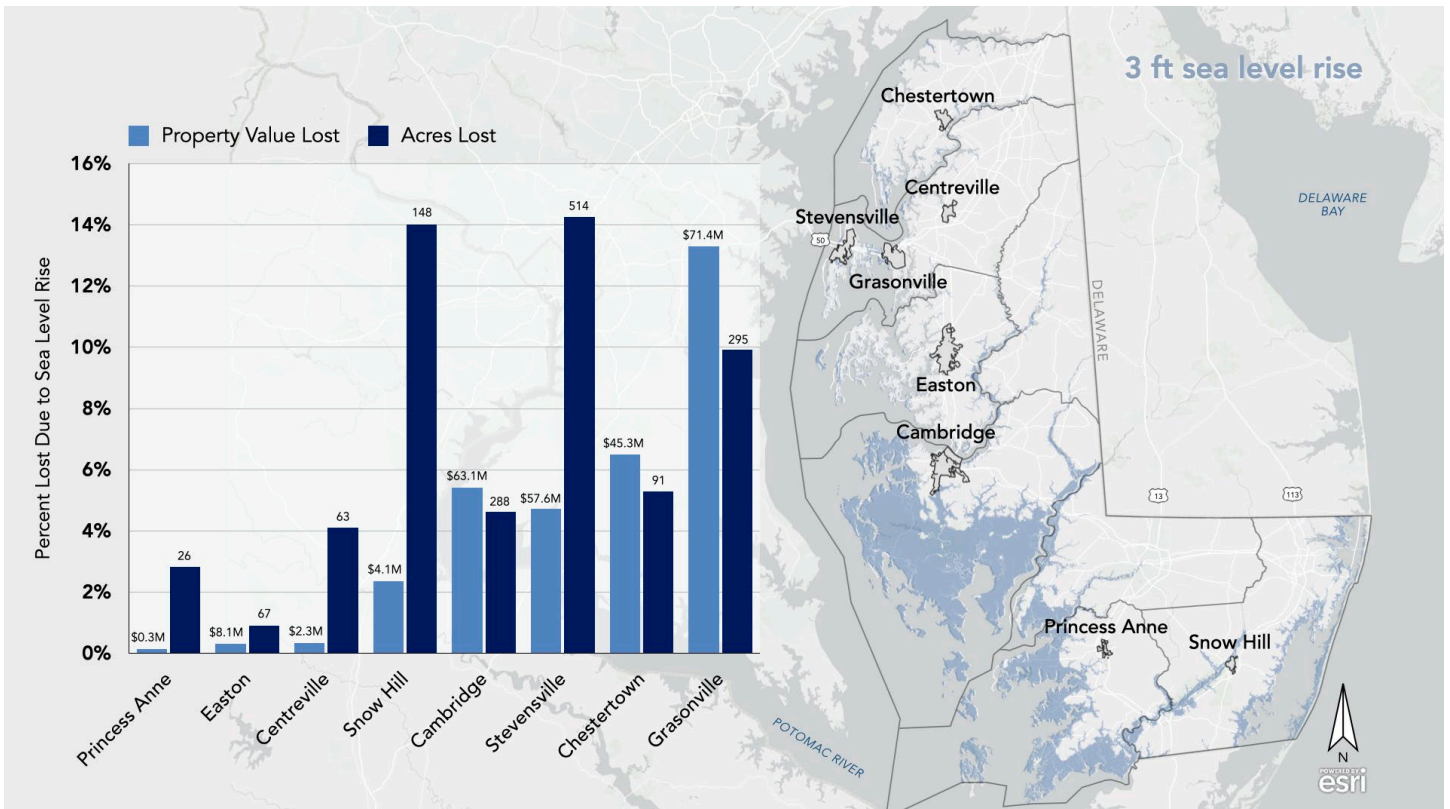 3 ft sea level rise
Property Value Lost
Acres Lost
Percent Lost Due to Sea Level Rise
16%
14%
12%
10%
8%
6%
4%
2%
0%
$0.3M
26
$8.1M
67
$2.3M
63
$4.1M
148
$63.1M
288
$57.6M
514
$45.3M
91
$71.4M
295
Princess Anne
Easton
Centreville
Snow Hill
Cambridge
Stevensville
Chestertown
Grasonville
Chestertown
Centreville
Stevensville
50
Grasonville
Easton
Cambridge
Princess Anne
Snow Hill
DELAWARE
BAY
DELAWARE
13
113
POTOMAC RIVER
N
POWERED BY
esri